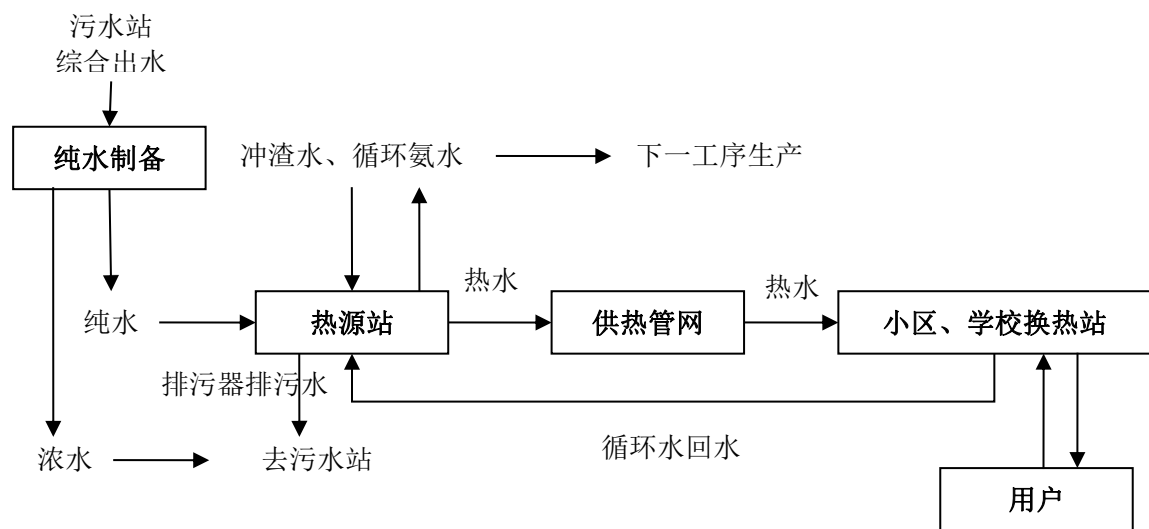 污水站
综合出水
纯水制备
冲渣水、循环氨水
下一工序生产
热水
热水
纯水
热源站
供热管网
小区、学校换热站
排污器排污水
循环水回水
浓水
去污水站
用户